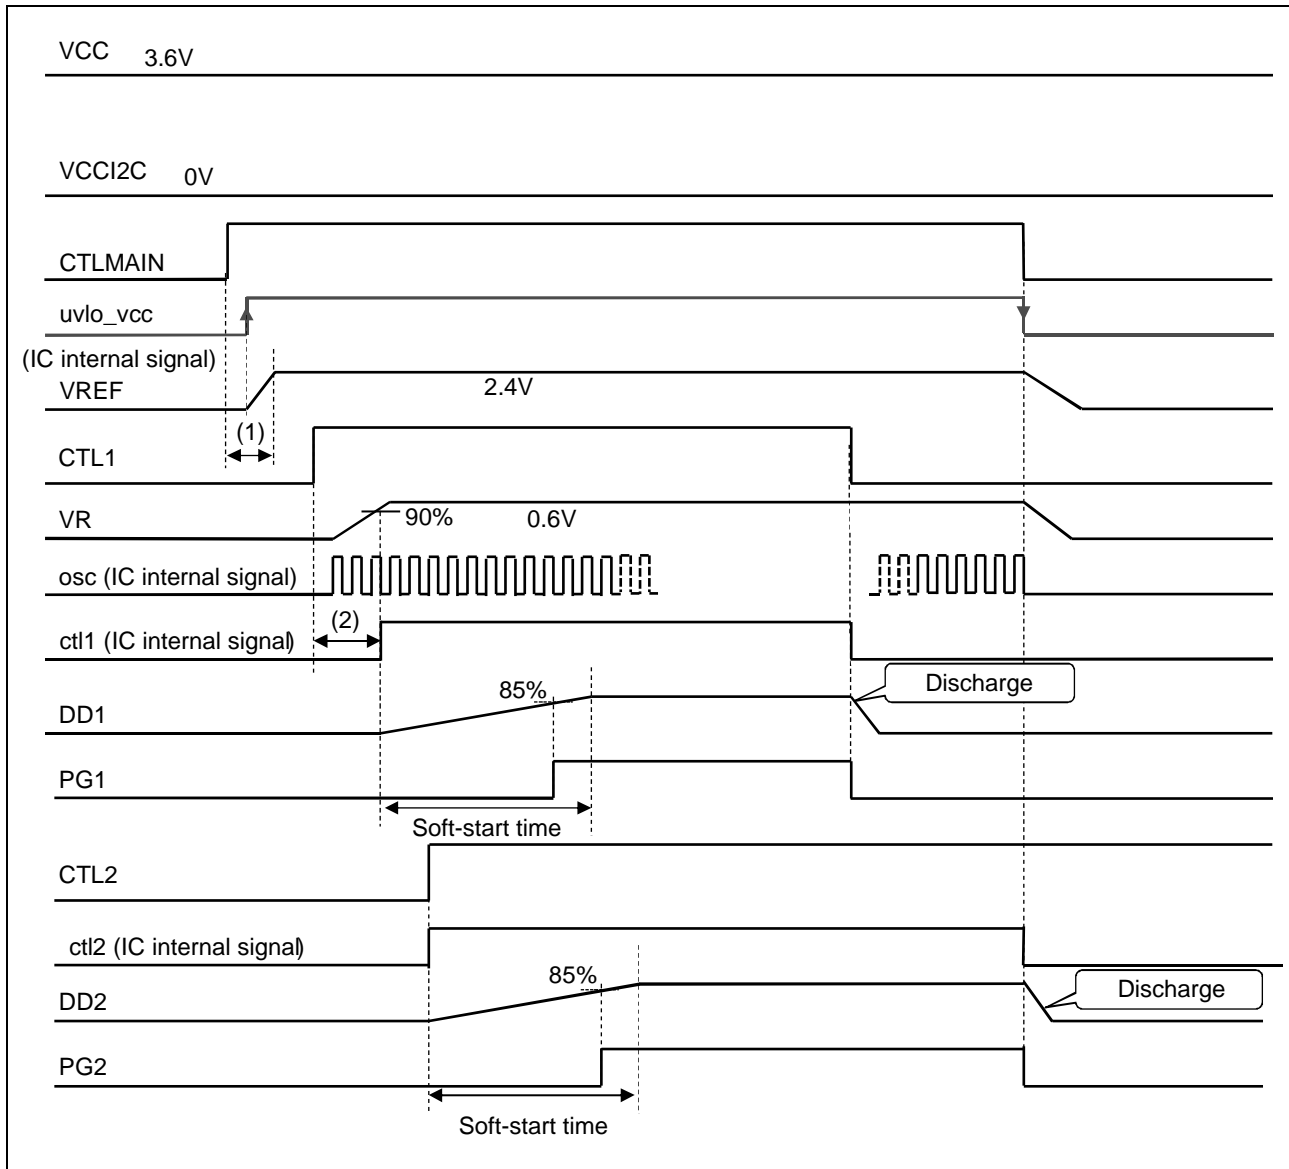 VCC 3.6V
VCCI2C 0V
CTLMAIN
uvlo_vcc
(IC internal signal)
VREF 2.4V
(1)
CTL1
VR 90% 0.6V
osc (IC internal signal)
(2)
ctl1 (IC internal signal)
85% Discharge
DD1
PG1
Soft-start time
CTL2
ctl2 (IC internal signal)
85% Discharge
DD2
PG2
Soft-start time